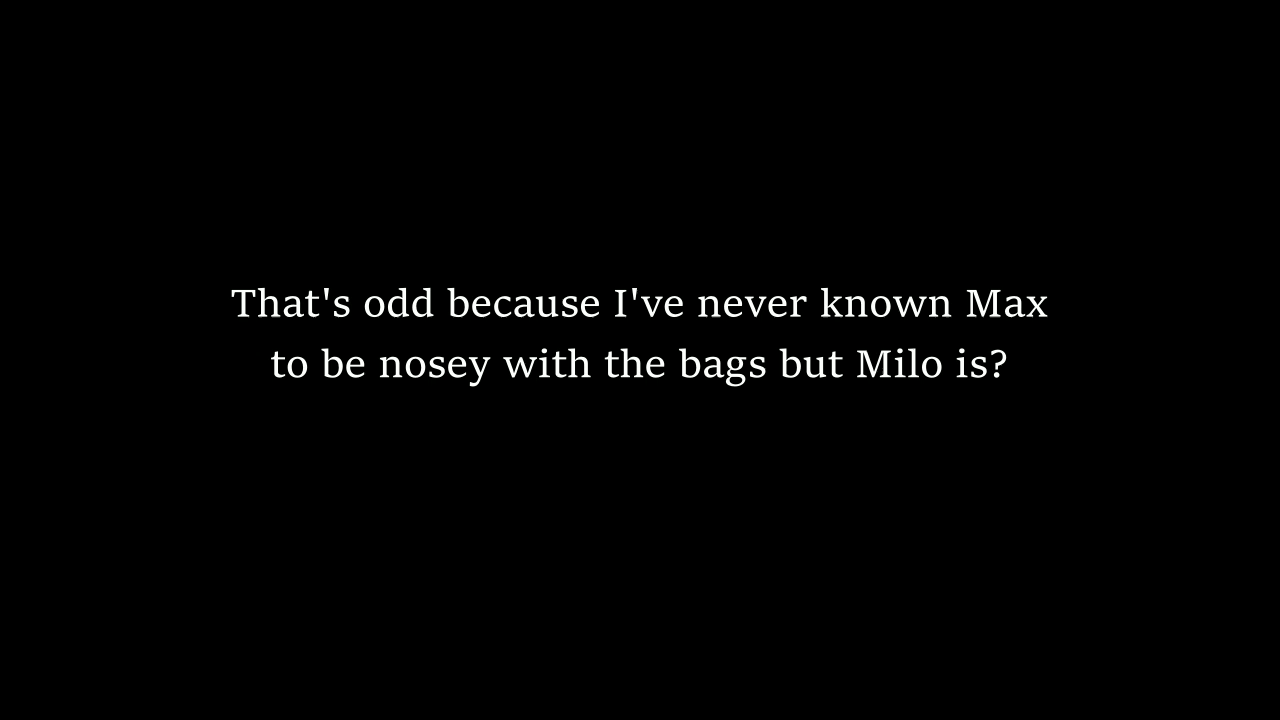 That's odd because I've never known Max
to be nosey with the bags but Milo is?